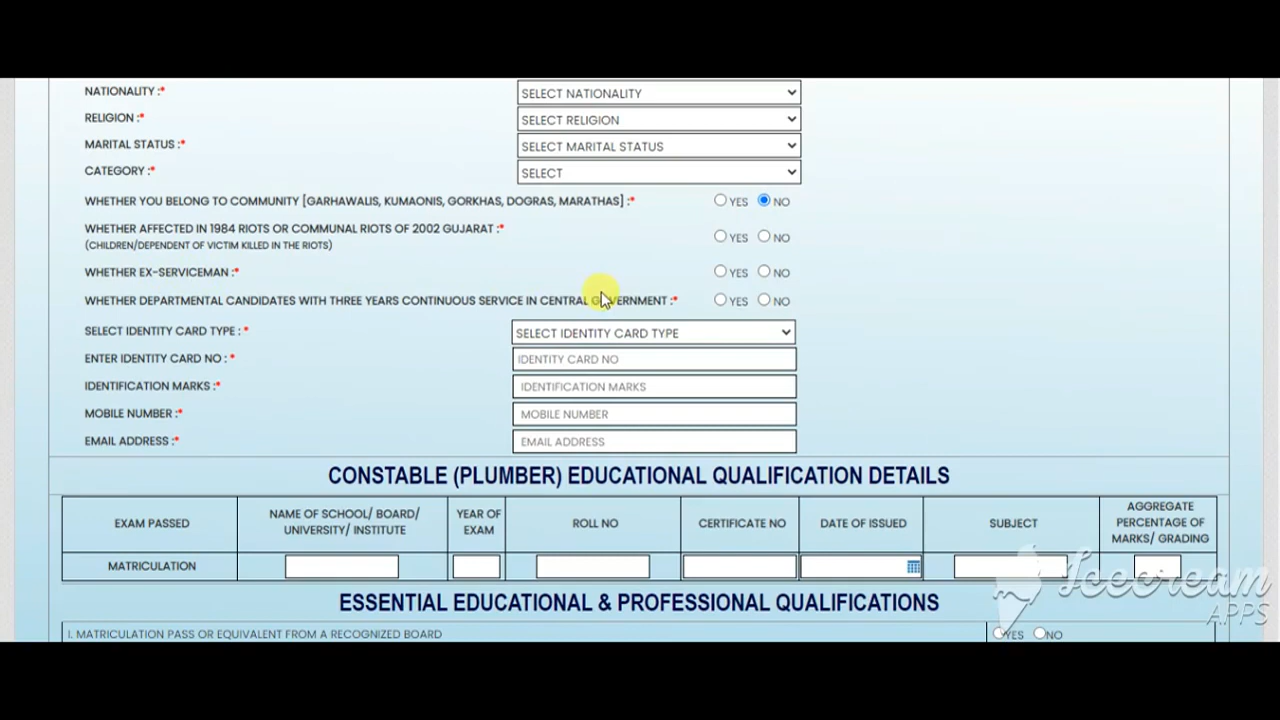 NATIONALITY :* SELECT NATIONALITY
RELIGION :* SELECT RELIGION
MARITAL STATUS :* SELECT MARITAL STATUS
CATEGORY :* SELECT
WHETHER YOU BELONG TO COMMUNITY [GARHAWALIS, KUMAONIS, GORKHAS, DOGRAS, MARATHAS] :* YES NO
WHETHER AFFECTED IN 1984 RIOTS OR COMMUNAL RIOTS OF 2002 GUJARAT :* YES NO
(CHILDREN/DEPENDENT OF VICTIM KILLED IN THE RIOTS)
WHETHER EX-SERVICEMAN :* YES NO
WHETHER DEPARTMENTAL CANDIDATES WITH THREE YEARS CONTINUOUS SERVICE IN CENTRAL GOVERNMENT :* YES NO
SELECT IDENTITY CARD TYPE : * SELECT IDENTITY CARD TYPE
ENTER IDENTITY CARD NO : * IDENTITY CARD NO
IDENTIFICATION MARKS :* IDENTIFICATION MARKS
MOBILE NUMBER :* MOBILE NUMBER
EMAIL ADDRESS :* EMAIL ADDRESS
CONSTABLE (PLUMBER) EDUCATIONAL QUALIFICATION DETAILS
EXAM PASSED
NAME OF SCHOOL/ BOARD/
UNIVERSITY/ INSTITUTE
YEAR OF
EXAM
ROLL NO
CERTIFICATE NO
DATE OF ISSUED
SUBJECT
AGGREGATE
PERCENTAGE OF
MARKS/ GRADING
MATRICULATION
ESSENTIAL EDUCATIONAL & PROFESSIONAL QUALIFICATIONS
I. MATRICULATION PASS OR EQUIVALENT FROM A RECOGNIZED BOARD YES NO
Icecream
APPS